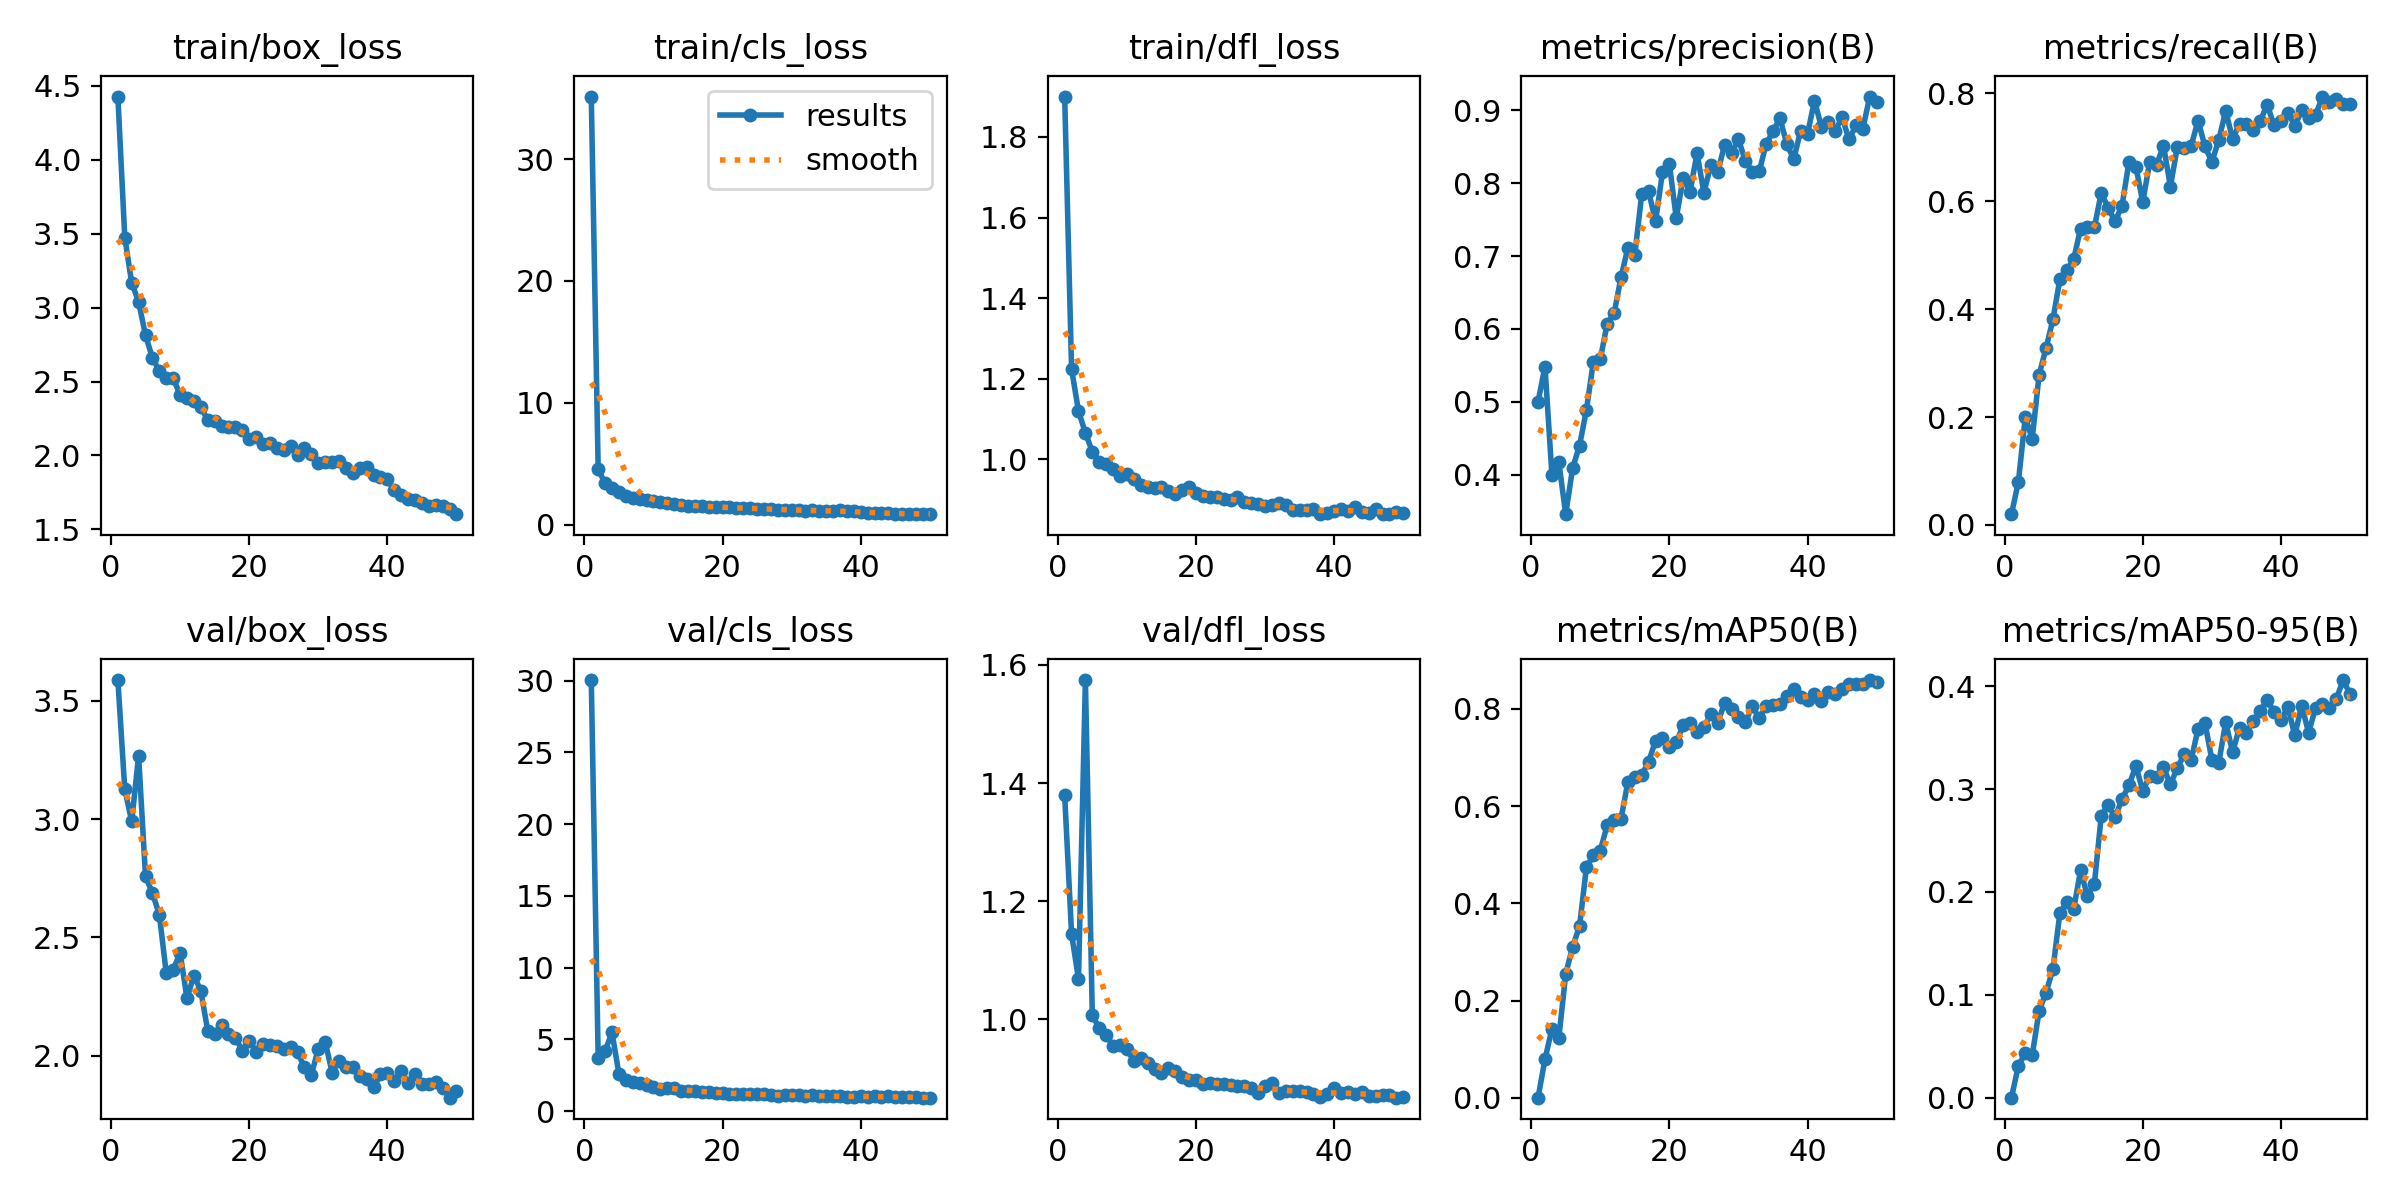 train/box_loss
train/cls_loss
train/dfl_loss
metrics/precision(B)
metrics/recall(B)
4.5
4.0
3.5
3.0
2.5
2.0
1.5
0 20 40
results
smooth
30
20
10
0
0 20 40
1.8
1.6
1.4
1.2
1.0
0 20 40
0.9
0.8
0.7
0.6
0.5
0.4
0 20 40
0.8
0.6
0.4
0.2
0.0
0 20 40
val/box_loss
val/cls_loss
val/dfl_loss
metrics/mAP50(B)
metrics/mAP50-95(B)
3.5
3.0
2.5
2.0
0 20 40
30
25
20
15
10
5
0
0 20 40
1.6
1.4
1.2
1.0
0 20 40
0.8
0.6
0.4
0.2
0.0
0 20 40
0.4
0.3
0.2
0.1
0.0
0 20 40